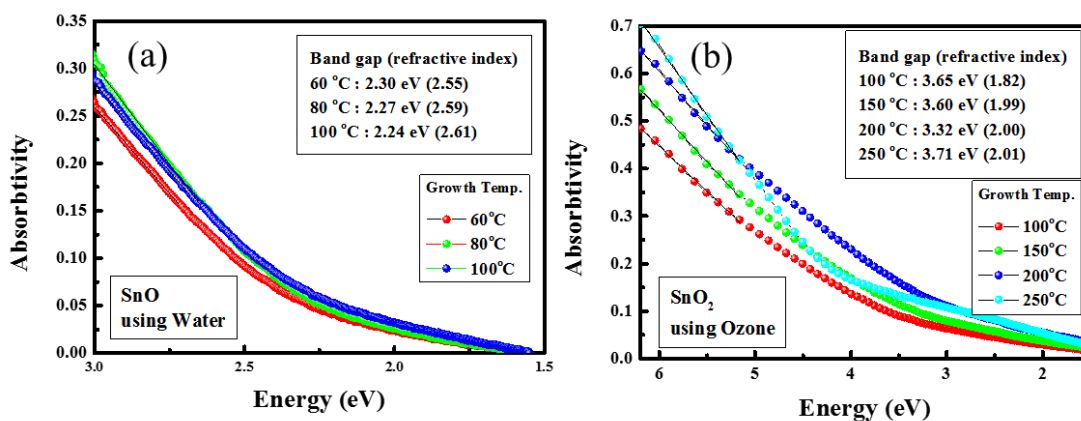 (a)
Band gap (refractive index)
60 °C : 2.30 eV (2.55)
80 °C : 2.27 eV (2.59)
100 °C : 2.24 eV (2.61)
Growth Temp.
60°C
80°C
100°C
SnO
using Water
Absorbtivity
0.35
0.30
0.25
0.20
0.15
0.10
0.05
0.00
3.0 2.5 2.0 1.5
Energy (eV)
(b)
Band gap (refractive index)
100 °C : 3.65 eV (1.82)
150 °C : 3.60 eV (1.99)
200 °C : 3.32 eV (2.00)
250 °C : 3.71 eV (2.01)
Growth Temp.
100°C
150°C
200°C
250°C
SnO₂
using Ozone
Absorbtivity
0.7
0.6
0.5
0.4
0.3
0.2
0.1
0.0
6 5 4 3 2
Energy (eV)